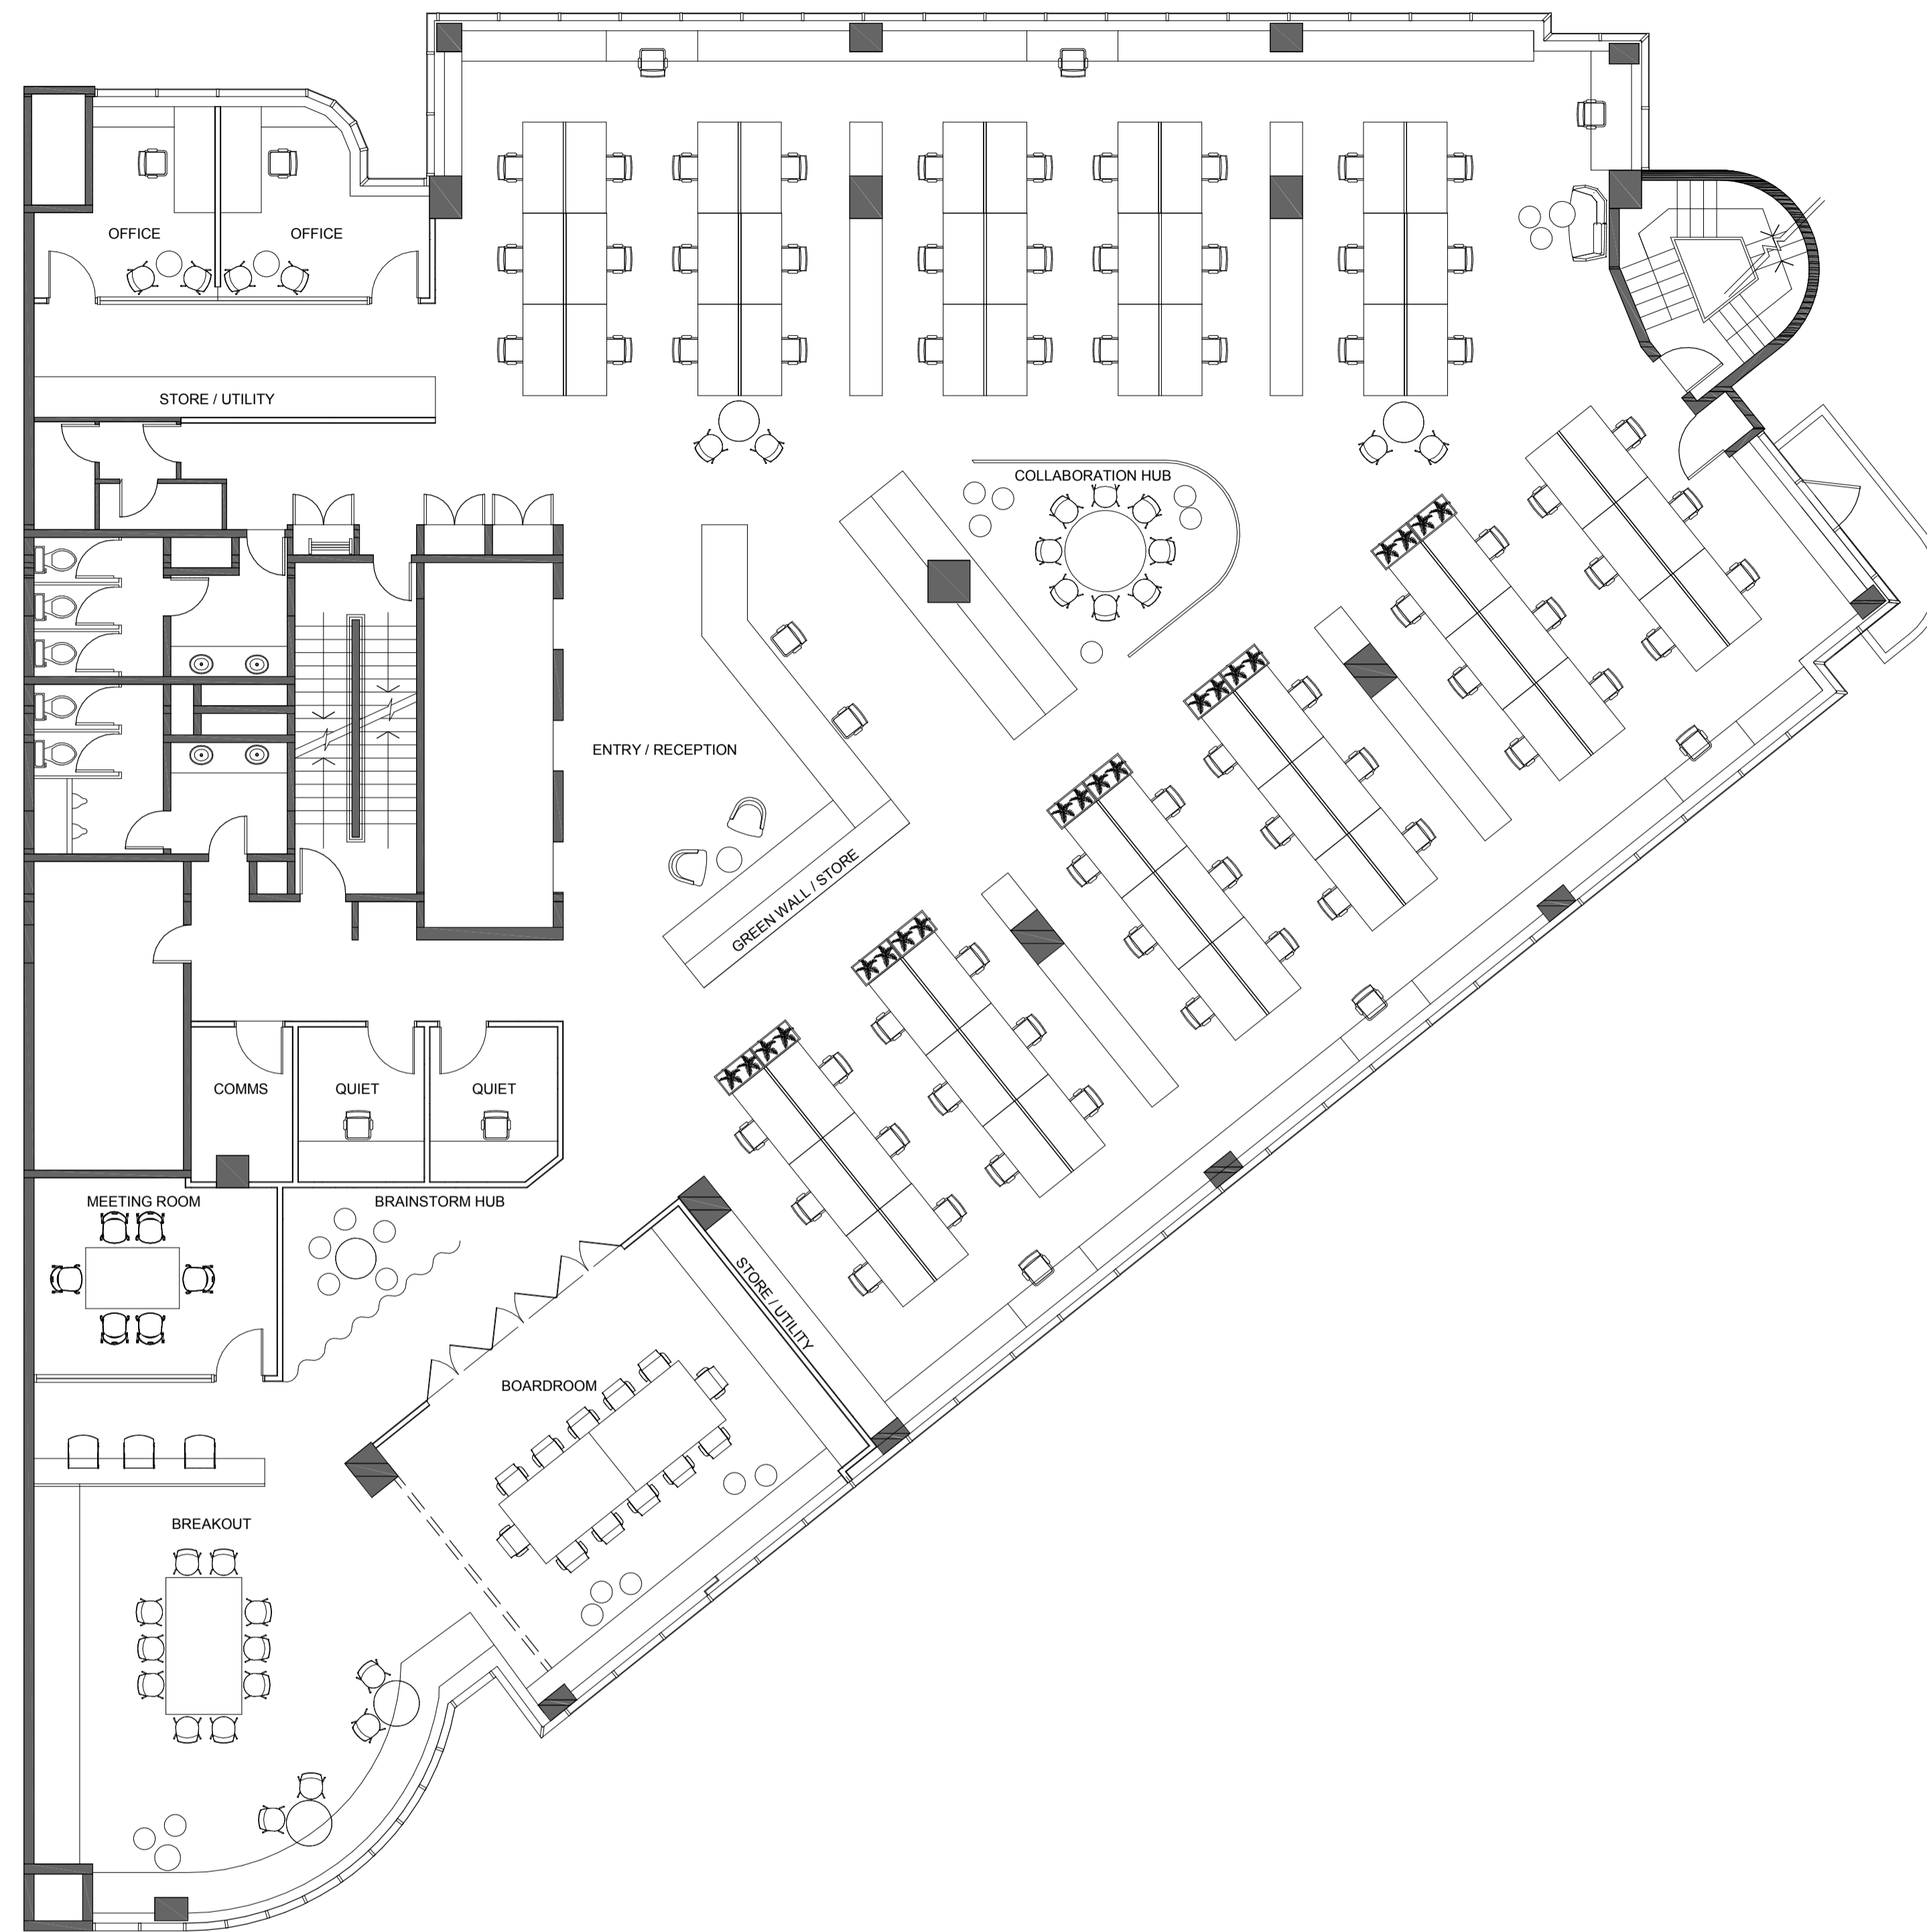 OFFICE
OFFICE
STORE / UTILITY
COLLABORATION HUB
ENTRY / RECEPTION
GREEN WALL / STORE
COMMS
QUIET
QUIET
MEETING ROOM
BRAINSTORM HUB
STORE / UTILITY
BOARDROOM
BREAKOUT